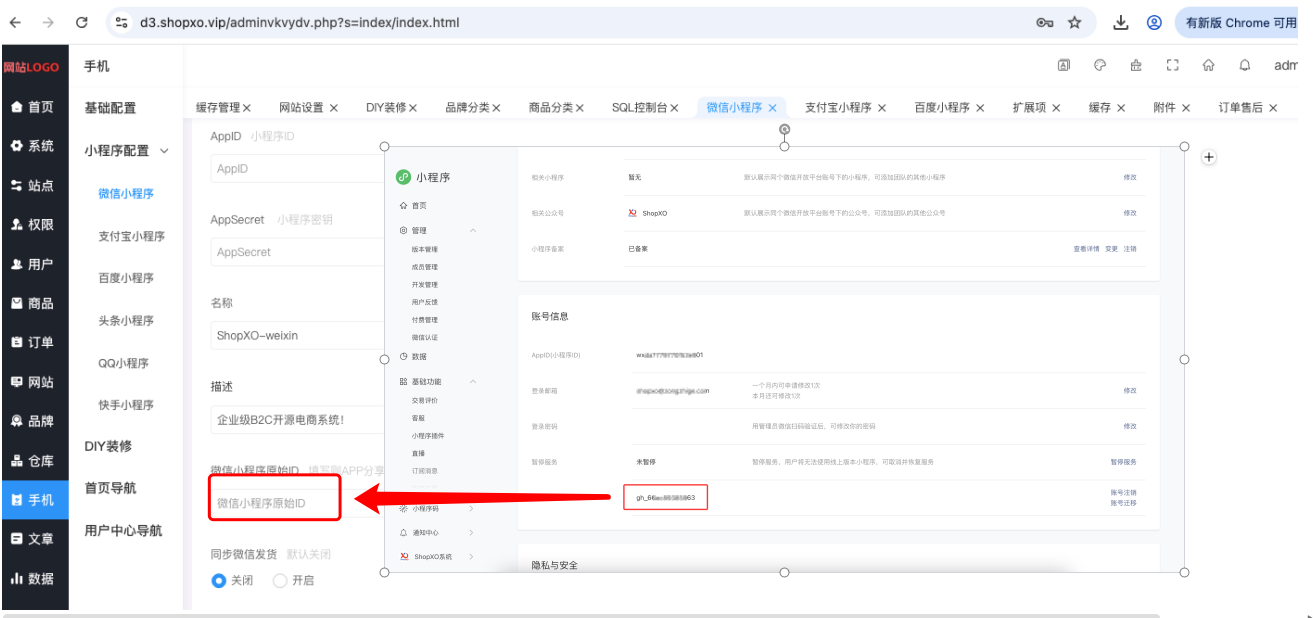 d3.shopxo.vip/adminvkvydv.php?s=index/index.html
有新版 Chrome 可用
网站LOGO
手机
adm
首页
系统
站点
权限
用户
商品
订单
网站
品牌
仓库
手机
文章
数据
基础配置
小程序配置
微信小程序
支付宝小程序
百度小程序
头条小程序
QQ小程序
快手小程序
DIY装修
首页导航
用户中心导航
缓存管理 × 网站设置 × DIY装修 × 品牌分类 × 商品分类 × SQL控制台 × 微信小程序 × 支付宝小程序 × 百度小程序 × 扩展项 × 缓存 × 附件 × 订单售后 ×
AppID 小程序ID
AppID
AppSecret 小程序密钥
AppSecret
名称
ShopXO-weixin
描述
企业级B2C开源电商系统!
微信小程序原始ID 填写则APP分享
微信小程序原始ID
同步微信发货 默认关闭
关闭 开启
小程序
首页
管理
版本管理
成员管理
开发管理
用户反馈
付费管理
微信认证
数据
基础功能
交易评价
客服
小程序插件
直播
订阅消息
小程序码
通知中心
ShopXO系统
相关小程序 暂无 默认展示同个微信开放平台账号下的小程序，可添加团队的其他小程序 修改
相关公众号 ShopXO 默认展示同个微信开放平台账号下的公众号，可添加团队的其他公众号 修改
小程序备案 已备案 查看详情 变更 注销
账号信息
AppID(小程序ID)
登录邮箱 一个月内可申请修改1次 修改
本月还可修改1次
登录密码 用管理员微信扫码验证后，可修改你的密码 修改
暂停服务 未暂停 暂停服务，用户将无法使用线上版本小程序，可取消并恢复服务 暂停服务
账号注销
账号迁移
隐私与安全